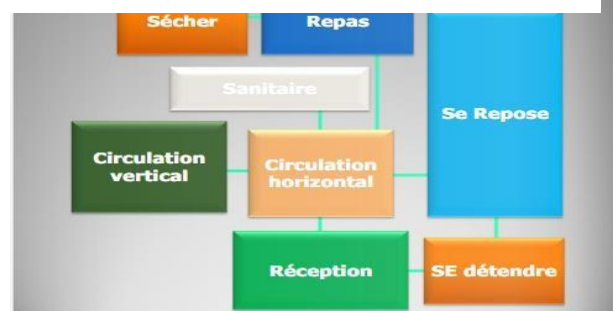 Sécher
Repas
Sanitaire
Se Repose
Circulation
vertical
Circulation
horizontal
Réception
SE détendre